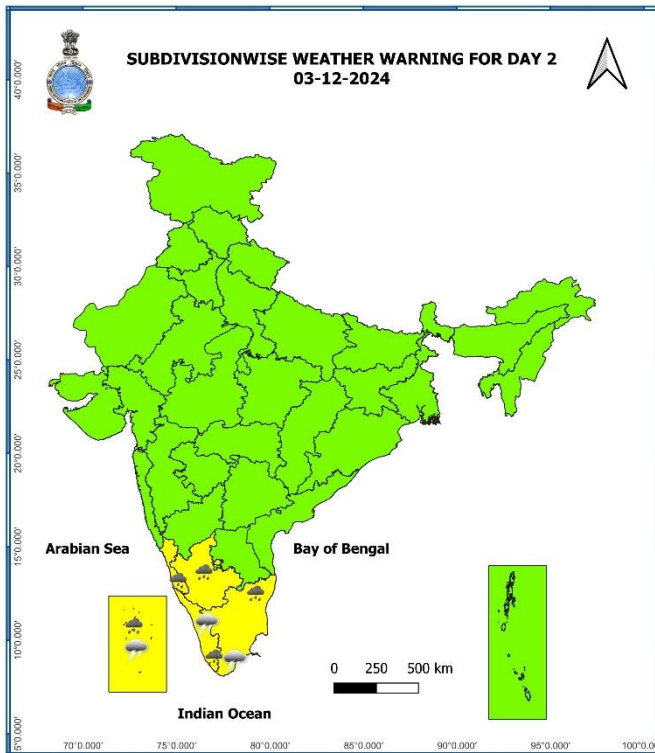 SUBDIVISIONWISE WEATHER WARNING FOR DAY 2
03-12-2024
40°0.000'
35°0.000'
30°0.000'
25°0.000'
20°0.000'
15°0.000'
10°0.000'
5°0.000'
Arabian Sea
Bay of Bengal
0 250 500 km
Indian Ocean
70°0.000' 75°0.000' 80°0.000' 85°0.000' 90°0.000' 95°0.000' 100°0.0